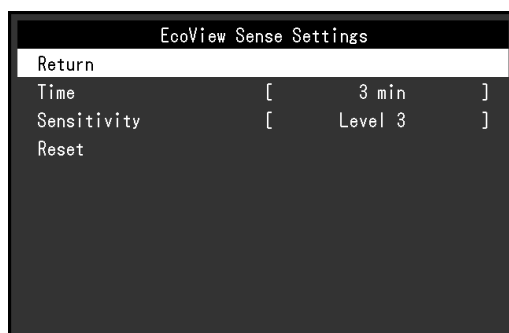 EcoView Sense Settings
Return
Time [ 3 min ]
Sensitivity [ Level 3 ]
Reset